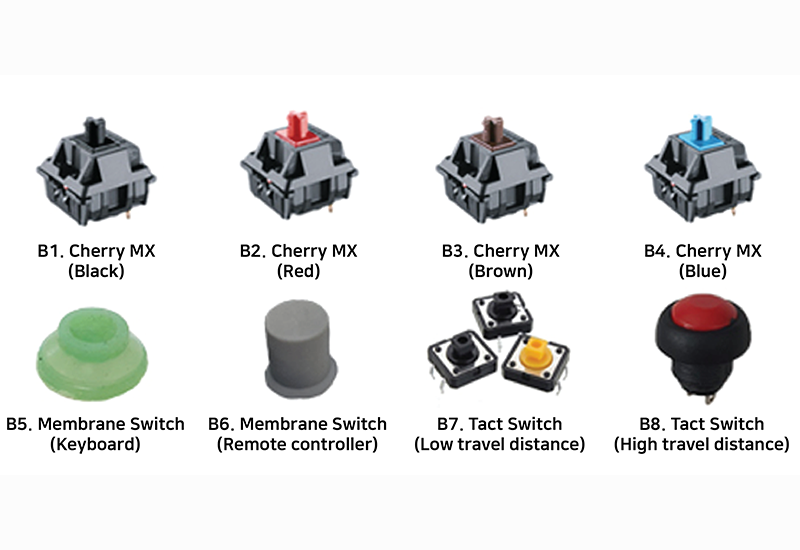 B1. Cherry MX
(Black)
B2. Cherry MX
(Red)
B3. Cherry MX
(Brown)
B4. Cherry MX
(Blue)
B5. Membrane Switch
(Keyboard)
B6. Membrane Switch
(Remote controller)
B7. Tact Switch
(Low travel distance)
B8. Tact Switch
(High travel distance)